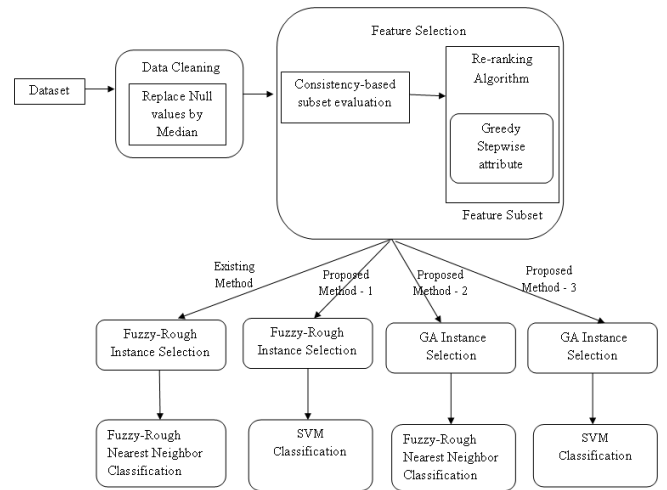 Feature Selection
Data Cleaning
Re-ranking
Algorithm
Dataset
Replace Null
values by
Median
Consistency-based
subset evaluation
Greedy
Stepwise
attribute
Feature Subset
Existing
Method
Proposed
Method - 1
Proposed
Method - 2
Proposed
Method - 3
Fuzzy-Rough
Instance Selection
Fuzzy-Rough
Instance Selection
GA Instance
Selection
GA Instance
Selection
Fuzzy-Rough
Nearest Neighbor
Classification
SVM
Classification
Fuzzy-Rough
Nearest Neighbor
Classification
SVM
Classification